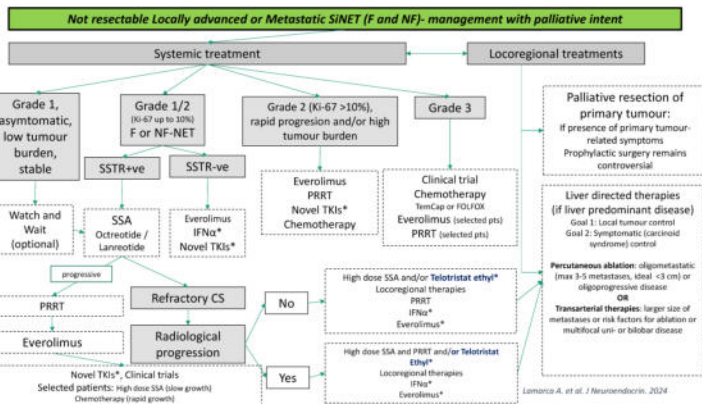 Not resectable Locally advanced or Metastatic SiNET (F and NF)- management with palliative intent
Systemic treatment
Locoregional treatments
Grade 1,
asymtomatic,
low tumour
burden,
stable
Grade 1/2
(Ki-67 up to 10%)
F or NF-NET
Grade 2 (Ki-67 >10%),
rapid progresion and/or high
tumour burden
Grade 3
SSTR+ve
SSTR-ve
Watch and
Wait
(optional)
SSA
Octreotide /
Lanreotide
Everolimus
IFNα*
Novel TKIs*
Everolimus
PRRT
Novel TKIs*
Chemotherapy
Clinical trial
Chemotherapy
TemCap or FOLFOX
Everolimus (selected pts)
PRRT (selected pts)
Palliative resection of
primary tumour:
If presence of primary tumour-
related symptoms
Prophylactic surgery remains
controversial
Liver directed therapies
(if liver predominant disease)
Goal 1: Local tumour control
Goal 2: Symptomatic (carcinoid
syndrome) control
Percutaneous ablation: oligometastatic
(max 3-5 metastases, ideal <3 cm) or
oligoprogressive disease
OR
Transarterial therapies: larger size of
metastases or risk factors for ablation or
multifocal uni- or bilobar disease
progressive
PRRT
Everolimus
Novel TKIs*, Clinical trials
Selected patients: High dose SSA (slow growth)
Chemotherapy (rapid growth)
Refractory CS
Radiological
progression
No
High dose SSA and/or Telotristat ethyl*
Locoregional therapies
PRRT
IFNα*
Everolimus*
Yes
High dose SSA and PRRT and/or Telotristat
Ethyl*
Locoregional therapies
IFNα*
Everolimus*
Lamarca A. et al. J Neuroendocrin. 2024